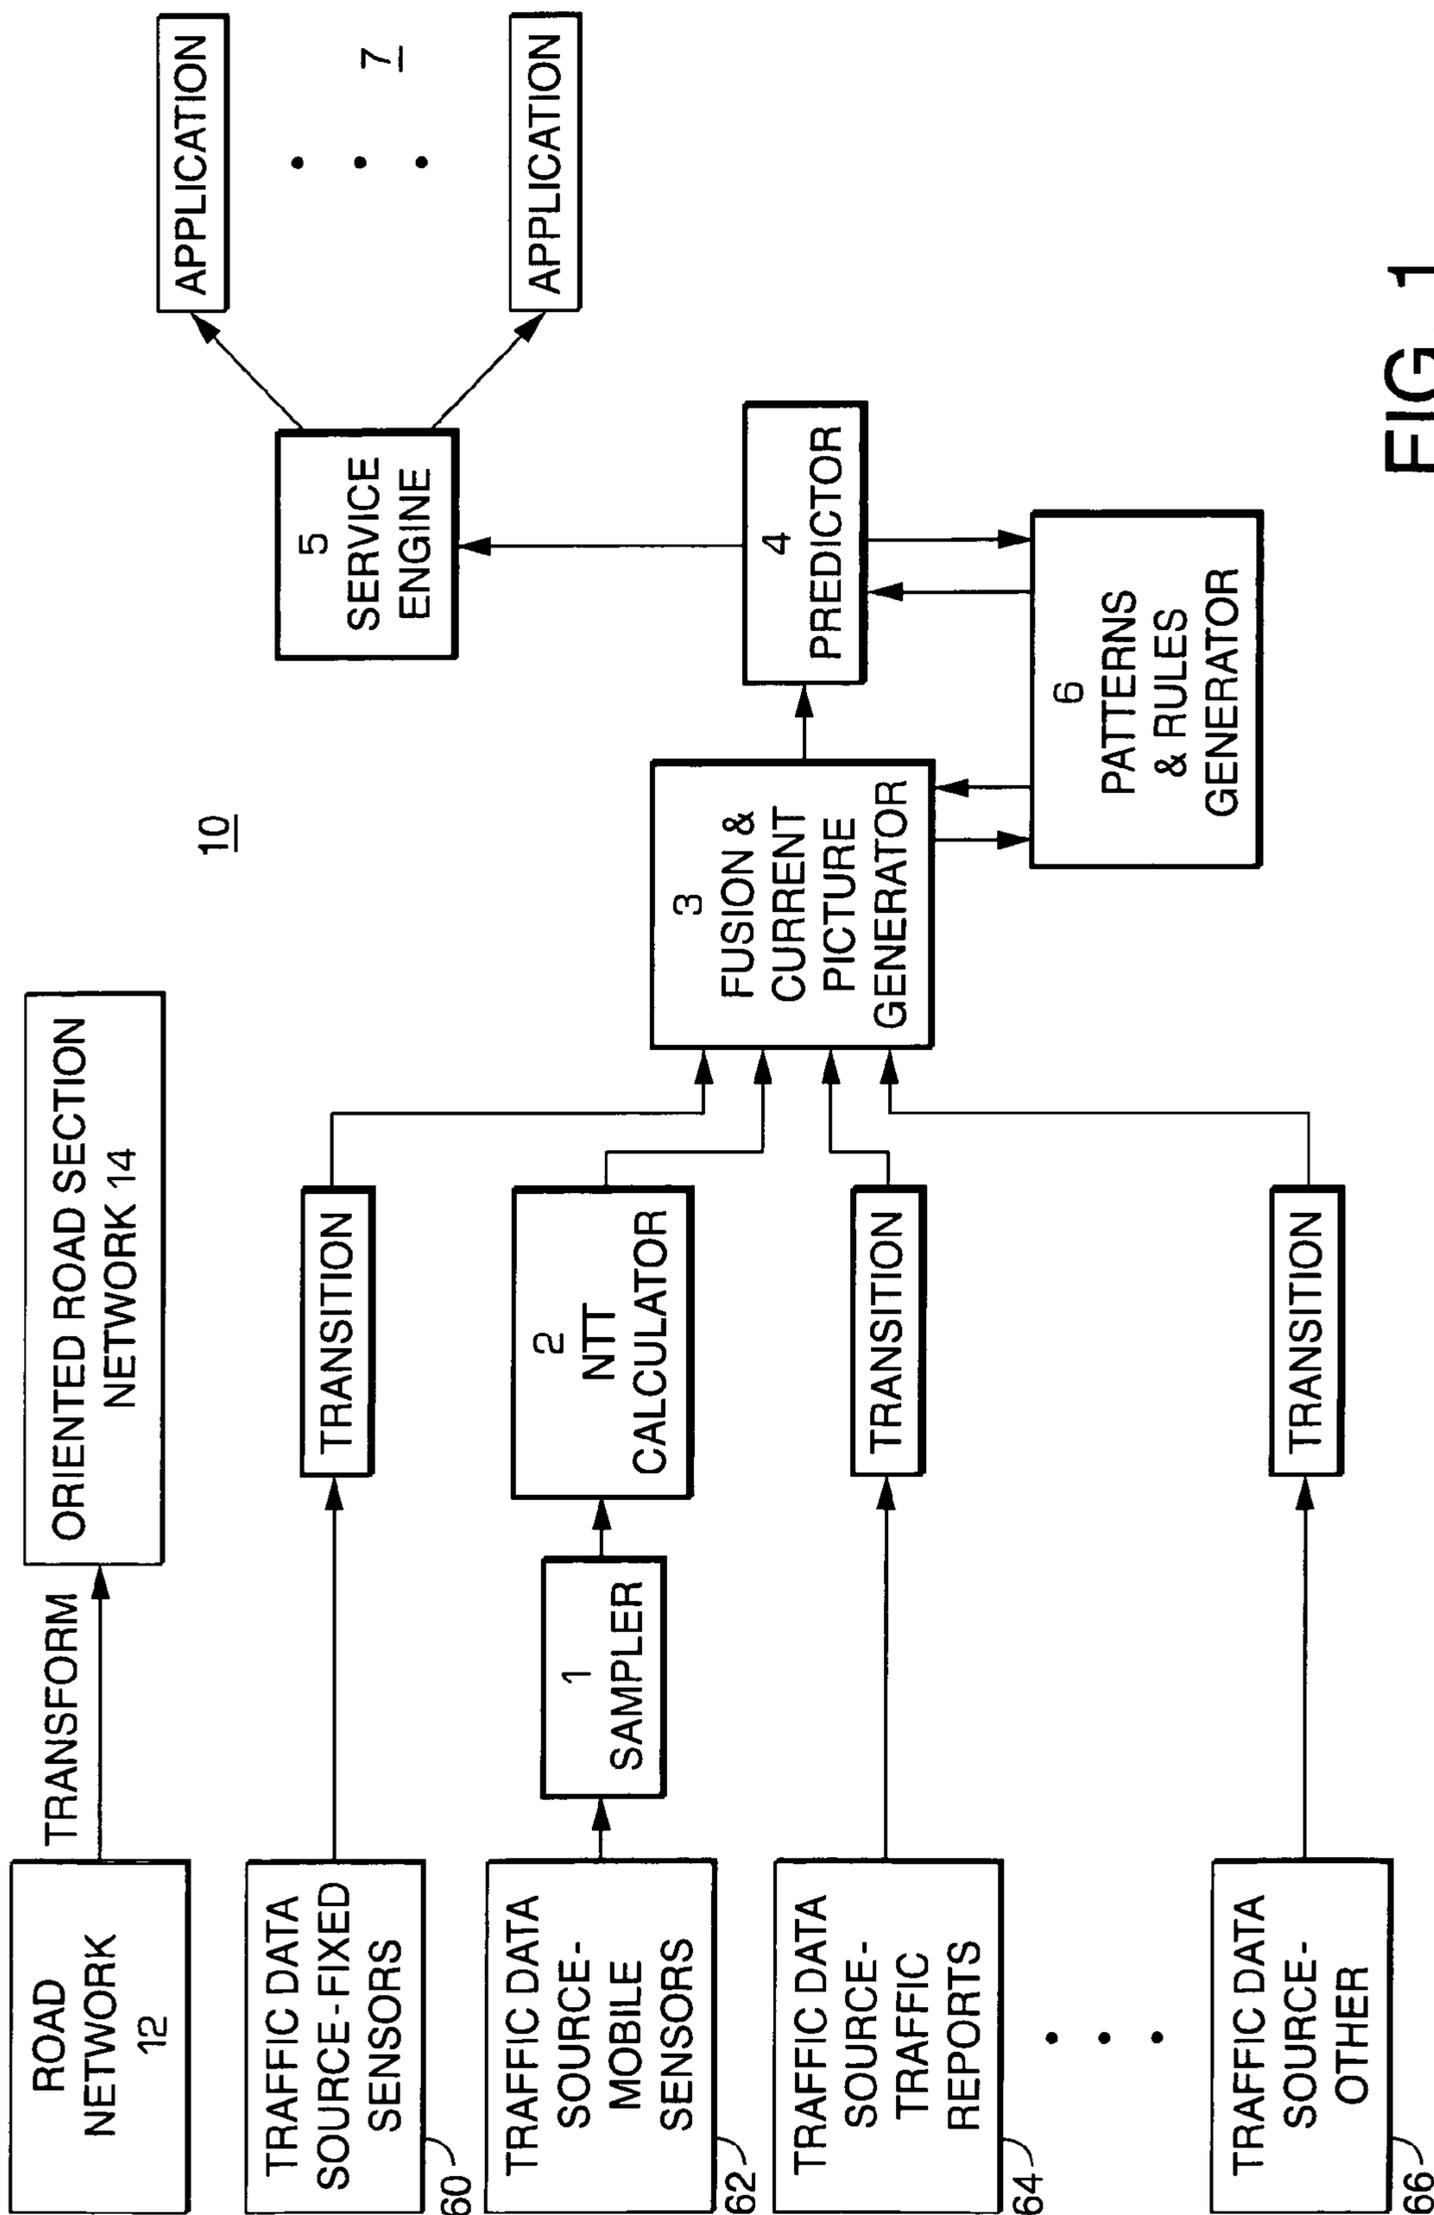 ROAD
NETWORK
12
TRANSFORM
ORIENTED ROAD SECTION
NETWORK 14
10
TRAFFIC DATA
SOURCE-FIXED
SENSORS
60
TRANSITION
TRAFFIC DATA
SOURCE-
MOBILE
SENSORS
62
1
SAMPLER
2
NTT
CALCULATOR
TRAFFIC DATA
SOURCE-
TRAFFIC
REPORTS
64
TRANSITION
TRAFFIC DATA
SOURCE-
OTHER
66
TRANSITION
3
FUSION &
CURRENT
PICTURE
GENERATOR
4
PREDICTOR
6
PATTERNS
& RULES
GENERATOR
5
SERVICE
ENGINE
APPLICATION
7
APPLICATION
FIG. 1